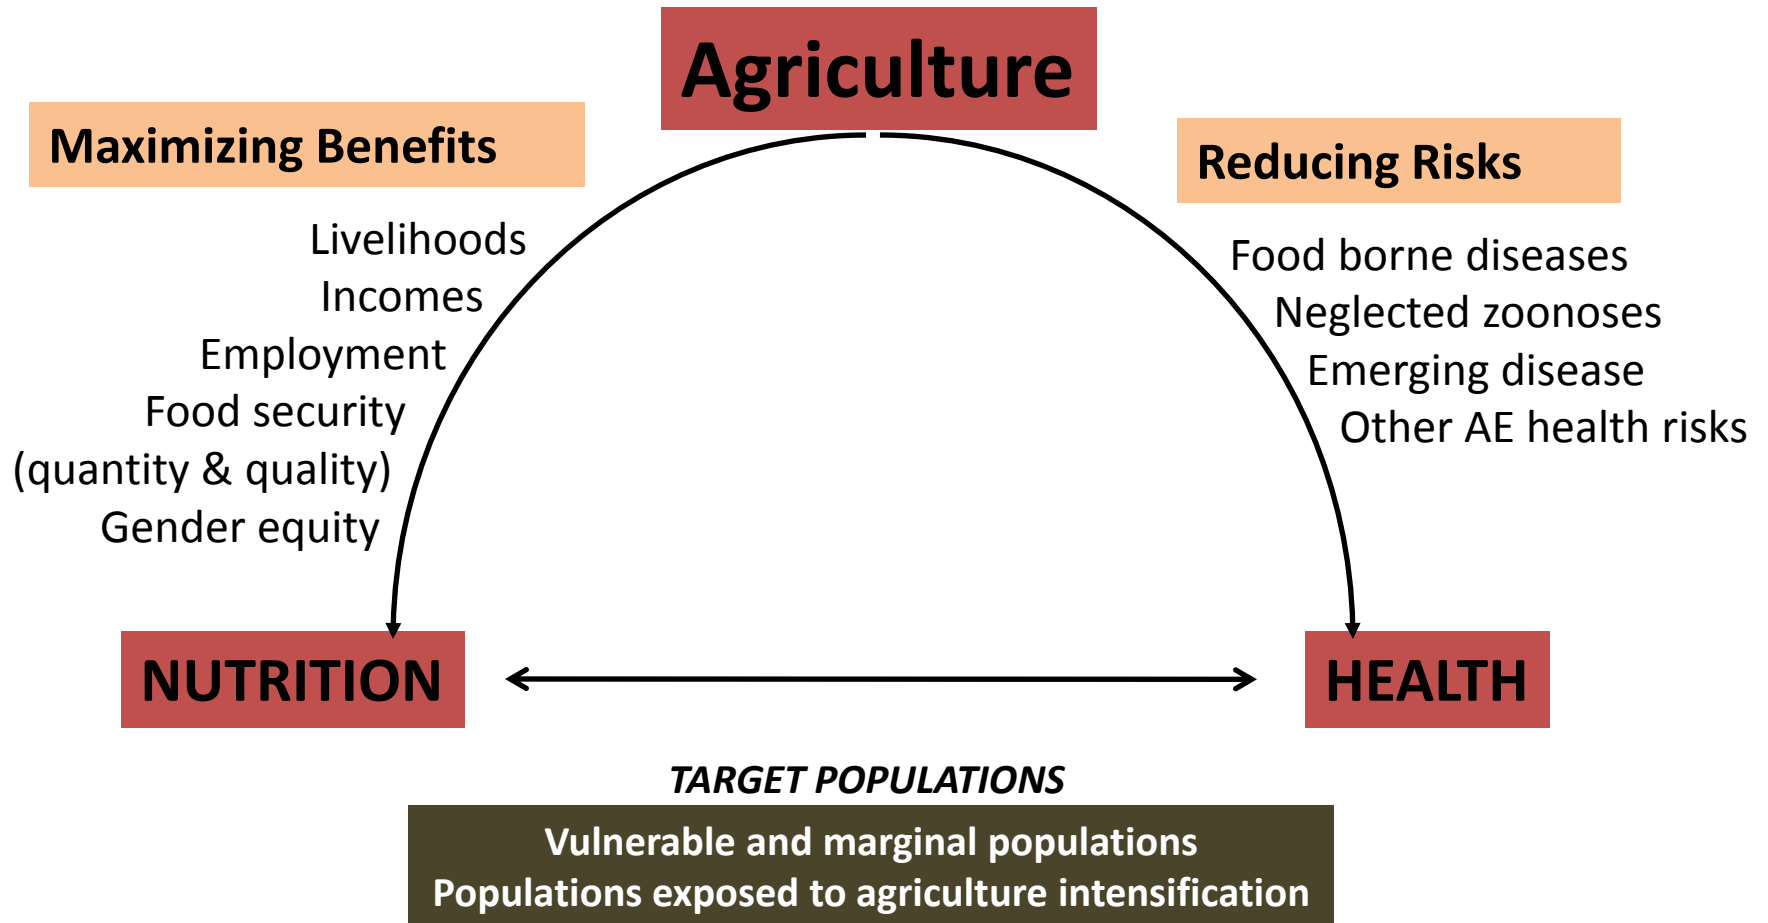 Agriculture
Maximizing Benefits
Livelihoods
Incomes
Employment
Food security
(quantity & quality)
Gender equity
Reducing Risks
Food borne diseases
Neglected zoonoses
Emerging disease
Other AE health risks
NUTRITION
HEALTH
TARGET POPULATIONS
Vulnerable and marginal populations
Populations exposed to agriculture intensification